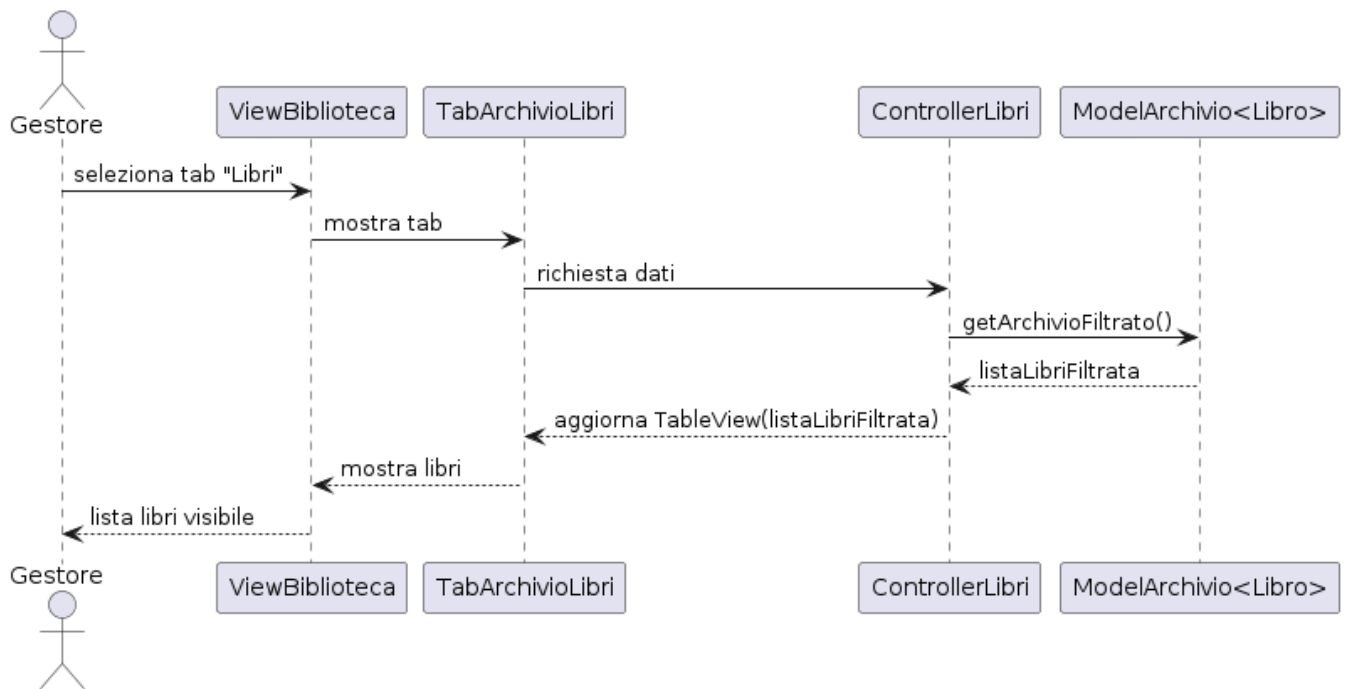 Gestore
ViewBiblioteca
TabArchivioLibri
ControllerLibri
ModelArchivio<Libro>
seleziona tab "Libri"
mostra tab
richiesta dati
getArchivioFiltrato()
listaLibriFiltrata
aggiorna TableView(listaLibriFiltrata)
mostra libri
lista libri visibile
Gestore
ViewBiblioteca
TabArchivioLibri
ControllerLibri
ModelArchivio<Libro>